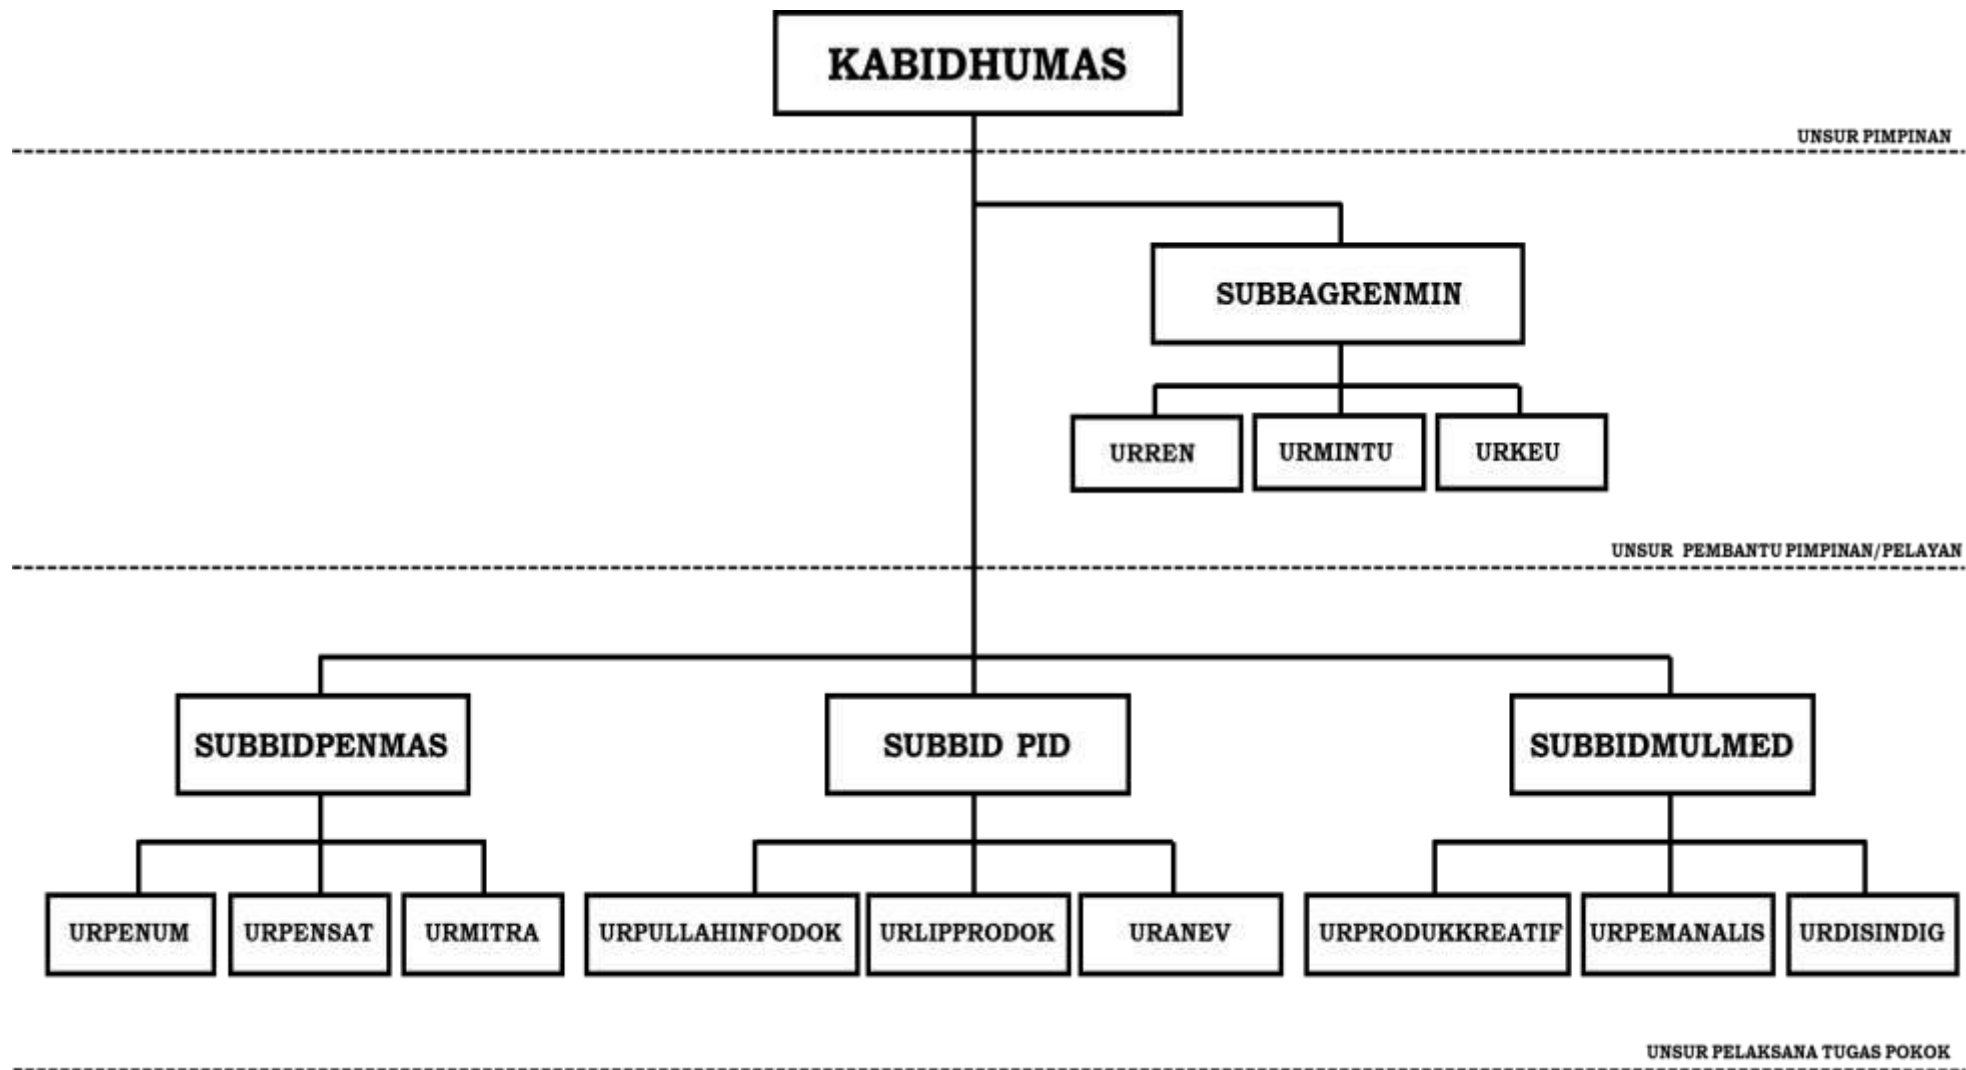 KABIDHUMAS
UNSUR PIMPINAN
SUBBAGRENMIN
URREN
URMINTU
URKEU
UNSUR PEMBANTU PIMPINAN/PELAYAN
SUBBIDPENMAS
SUBBID PID
SUBBIDMULMED
URPENUM
URPENSAT
URMITRA
URPULLAHINFODOK
URLIPPRODOK
URANEV
URPRODUKKREATIF
URPEMANALIS
URDISINDIG
UNSUR PELAKSANA TUGAS POKOK